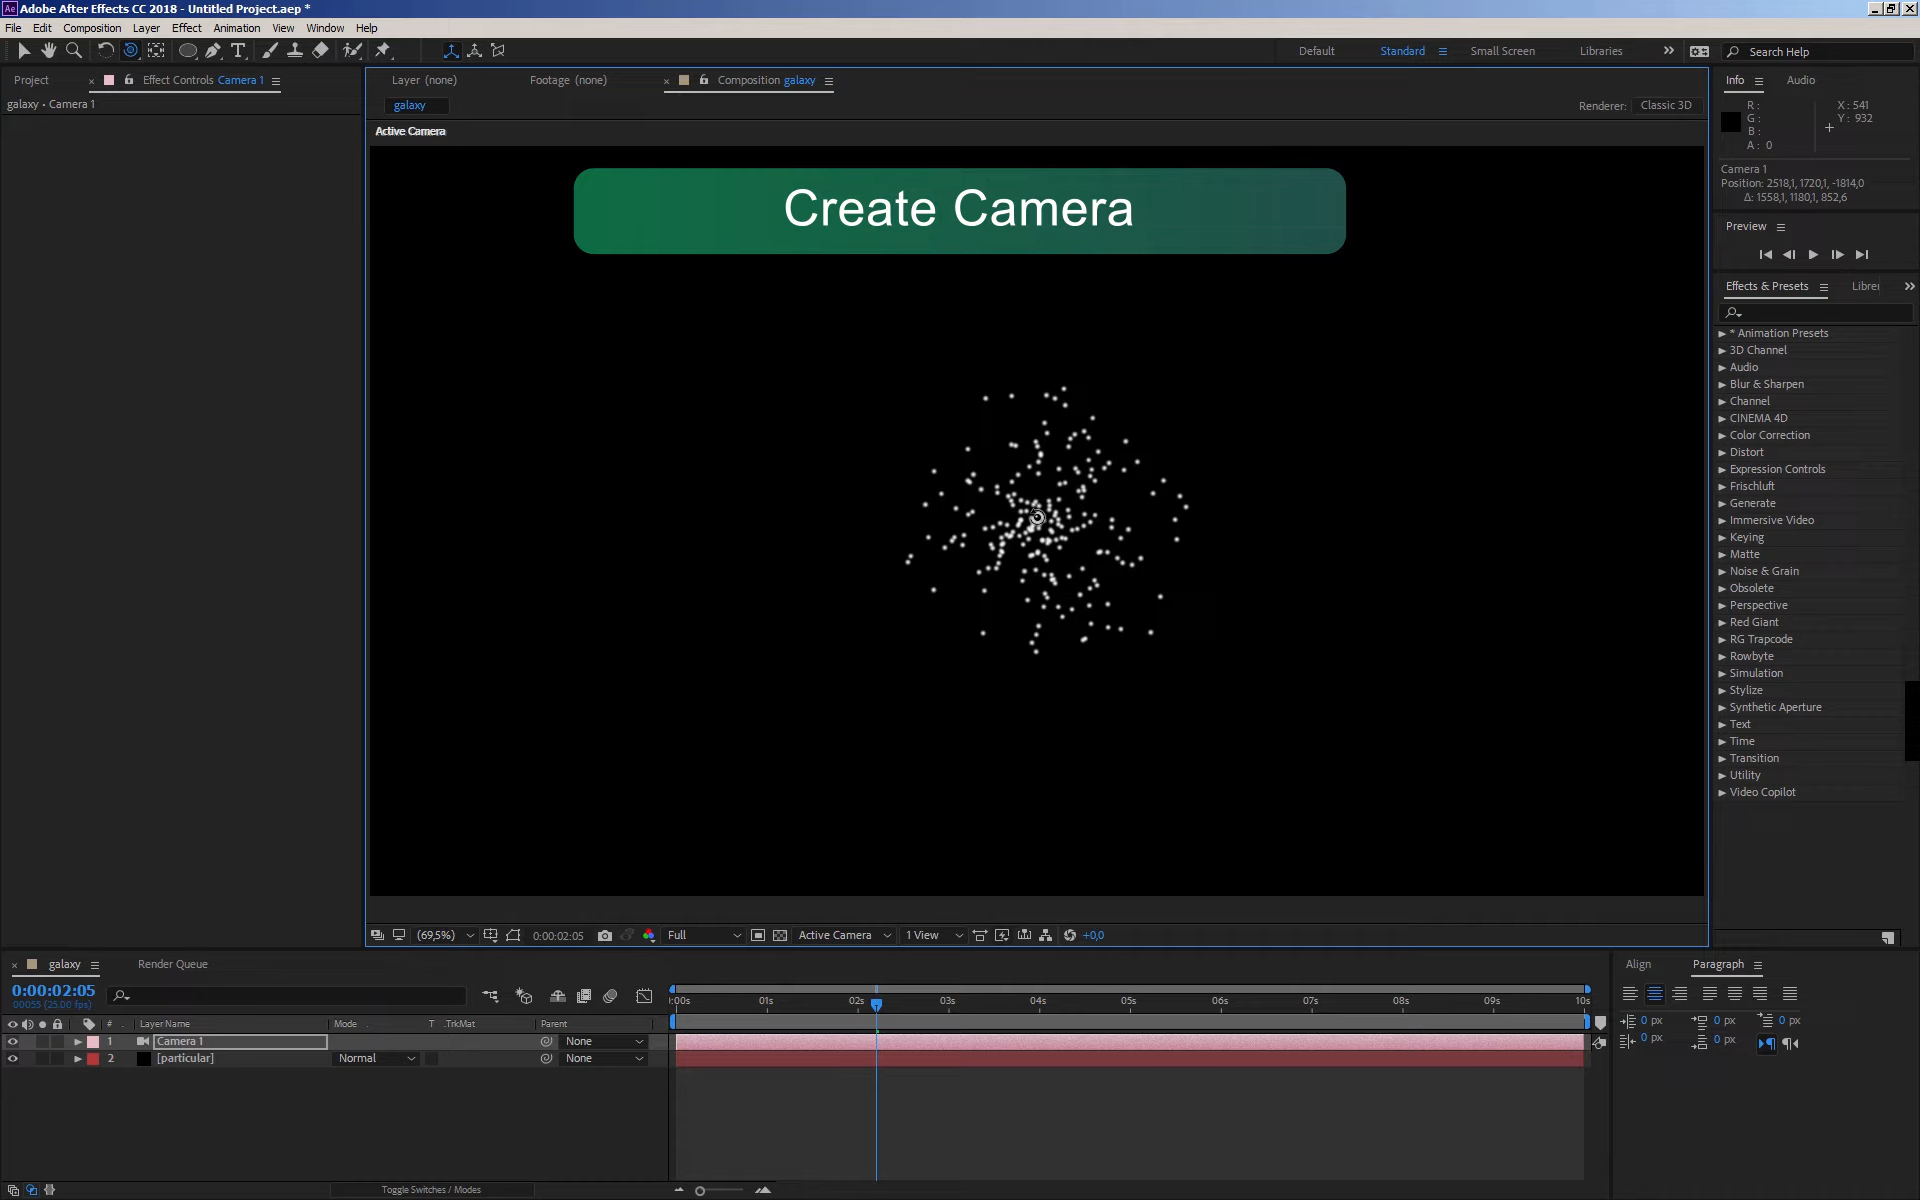 Adobe After Effects CC 2018 - Untitled Project.aep *
File Edit Composition Layer Effect Animation View Window Help
Default Standard Small Screen Libraries Search Help
Project Effect Controls Camera 1
galaxy • Camera 1
Layer (none) Footage (none) Composition galaxy
galaxy
Renderer: Classic 3D
Active Camera
Create Camera
Info Audio
R :
G :
B :
A : 0
X : 541
Y : 932
Camera 1
Position: 2518,1, 1720,1, -1814,0
Δ: 1558,1, 1180,1, 852,6
Preview
Effects & Presets
* Animation Presets
3D Channel
Audio
Blur & Sharpen
Channel
CINEMA 4D
Color Correction
Distort
Expression Controls
Frischluft
Generate
Immersive Video
Keying
Matte
Noise & Grain
Obsolete
Perspective
Red Giant
RG Trapcode
Rowbyte
Simulation
Stylize
Synthetic Aperture
Text
Time
Transition
Utility
Video Copilot
(69,5%) 0:00:02:05 Full Active Camera 1 View +0,0
galaxy Render Queue
0:00:02:05
00055 (25.00 fps)
# Layer Name Mode T .TrkMat Parent
1 Camera 1 None
2 [particular] Normal None
:00s 01s 02s 03s 04s 05s 06s 07s 08s 09s 10s
Toggle Switches / Modes
Align Paragraph
0 px 0 px 0 px
0 px 0 px